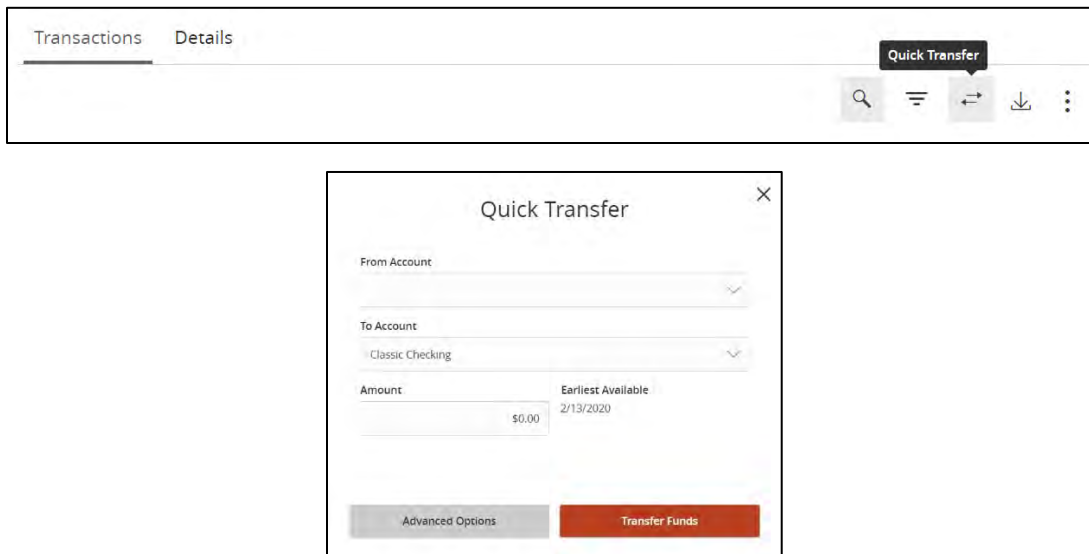 Transactions Details
Quick Transfer
Quick Transfer
From Account
To Account
Classic Checking
Amount Earliest Available
$0.00 2/13/2020
Advanced Options Transfer Funds